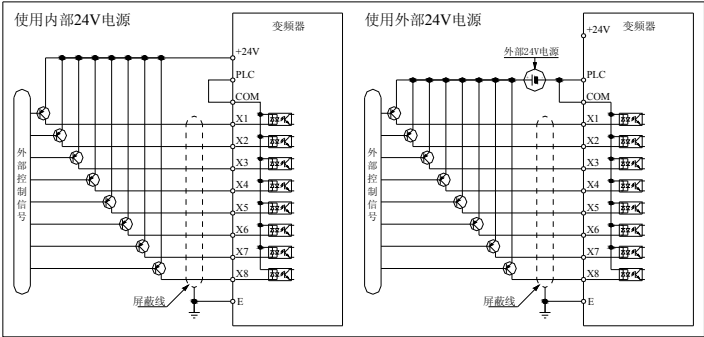 使用内部24V电源
变频器
+24V
PLC
COM
X1
X2
X3
X4
X5
X6
X7
X8
E
外部控制信号
屏蔽线
使用外部24V电源
变频器
外部24V电源
+24V
PLC
COM
X1
X2
X3
X4
X5
X6
X7
X8
E
外部控制信号
屏蔽线